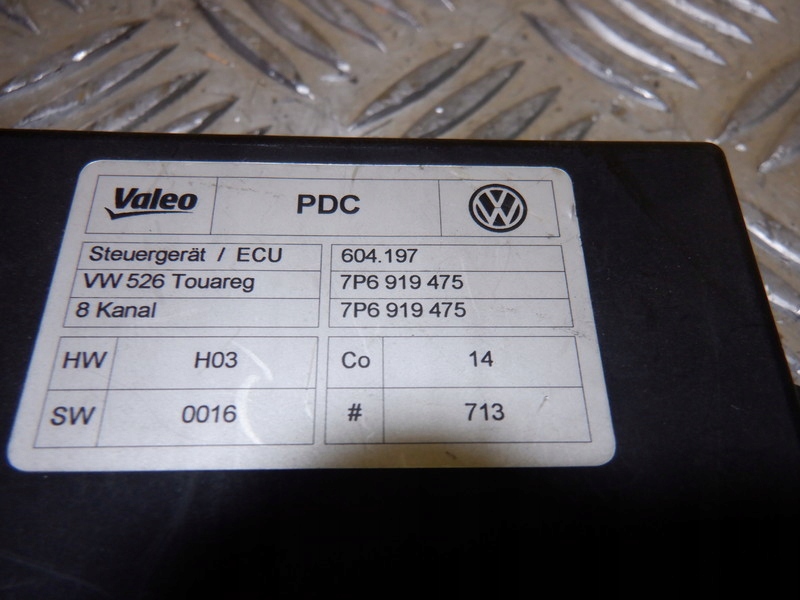 Valeo PDC VW
Steuergerät / ECU 604.197
VW 526 Touareg 7P6 919 475
8 Kanal 7P6 919 475
HW H03 Co 14
SW 0016 # 713